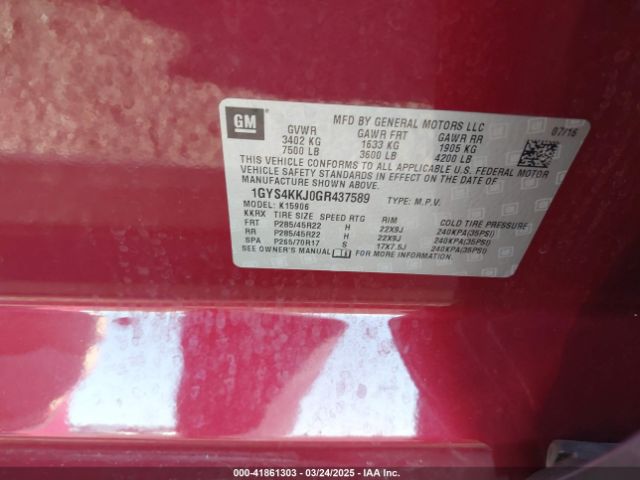 GM
MFD BY GENERAL MOTORS LLC 07/16
GVWR GAWR FRT GAWR RR
3402 KG 1633 KG 1905 KG
7500 LB 3600 LB 4200 LB
THIS VEHICLE CONFORMS TO ALL APPLICABLE U.S. FEDERAL MOTOR
VEHICLE SAFETY STANDARDS IN EFFECT ON THE DATE OF
MANUFACTURE SHOWN ABOVE.
1GYS4KKJ0GR437589 TYPE: M.P.V.
MODEL: K15906
KKRX TIRE SIZE SPEED RTG RIM COLD TIRE PRESSURE
FRT P285/45R22 H 22X9J 240KPA(35PSI)
RR P285/45R22 H 22X9J 240KPA(35PSI)
SPA P265/70R17 S 17X7.5J 240KPA(35PSI)
SEE OWNER'S MANUAL FOR MORE INFORMATION.
000-41861303 — 03/24/2025 — IAA, Inc.